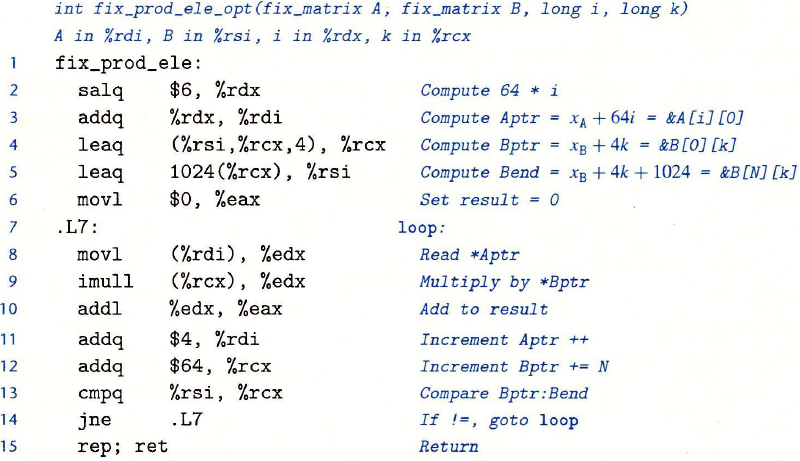 int fix_prod_ele_opt(fix_matrix A, fix_matrix B, long i, long k)
A in %rdi, B in %rsi, i in %rdx, k in %rcx
1 fix_prod_ele:
2 salq $6, %rdx Compute 64 * i
3 addq %rdx, %rdi Compute Aptr = xA + 64i = &A[i][0]
4 leaq (%rsi,%rcx,4), %rcx Compute Bptr = xB + 4k = &B[0][k]
5 leaq 1024(%rcx), %rsi Compute Bend = xB + 4k + 1024 = &B[N][k]
6 movl $0, %eax Set result = 0
7 .L7: loop:
8 movl (%rdi), %edx Read *Aptr
9 imull (%rcx), %edx Multiply by *Bptr
10 addl %edx, %eax Add to result
11 addq $4, %rdi Increment Aptr ++
12 addq $64, %rcx Increment Bptr += N
13 cmpq %rsi, %rcx Compare Bptr:Bend
14 jne .L7 If !=, goto loop
15 rep; ret Return